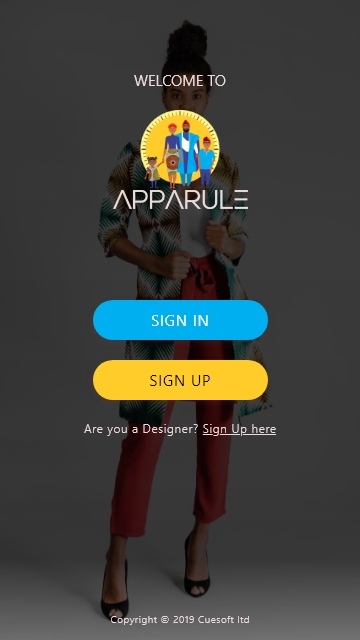 WELCOME TO
APPARULE
SIGN IN
SIGN UP
Are you a Designer? Sign Up here
Copyright © 2019 Cuesoft ltd